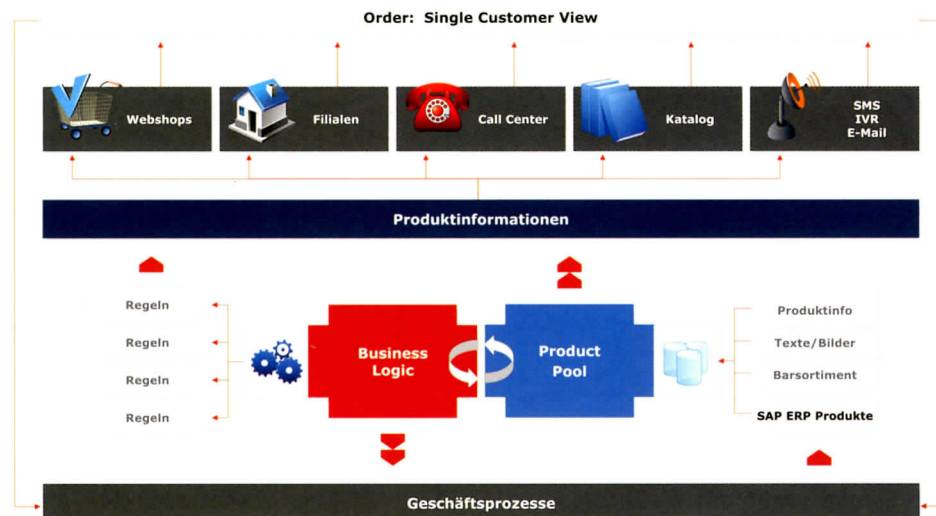 Order: Single Customer View
Webshops
Filialen
Call Center
Katalog
SMS
IVR
E-Mail
Produktinformationen
Regeln
Regeln
Regeln
Regeln
Business
Logic
Product
Pool
Produktinfo
Texte/Bilder
Barsortiment
SAP ERP Produkte
Geschäftsprozesse